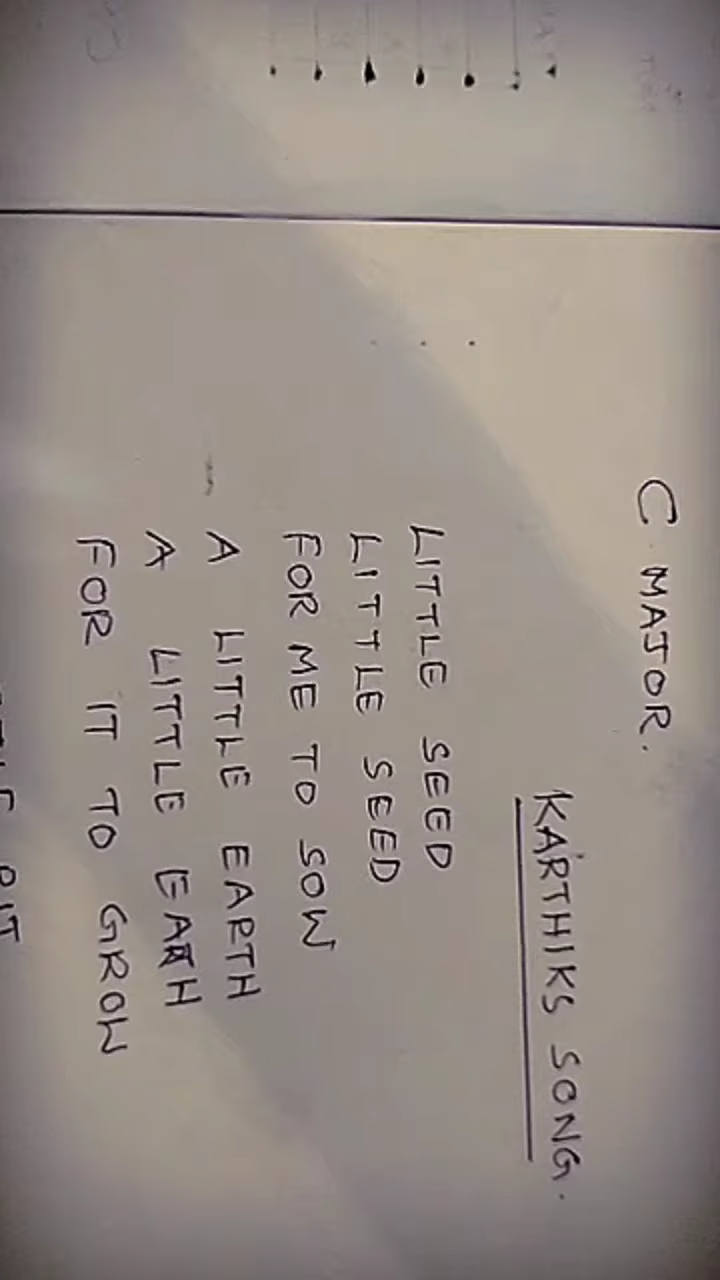 C MAJOR.
KARTHIKS SONG.
LITTLE SEED
LITTLE SEED
FOR ME TO SOW
A LITTLE EARTH
A LITTLE EARTH
FOR IT TO GROW